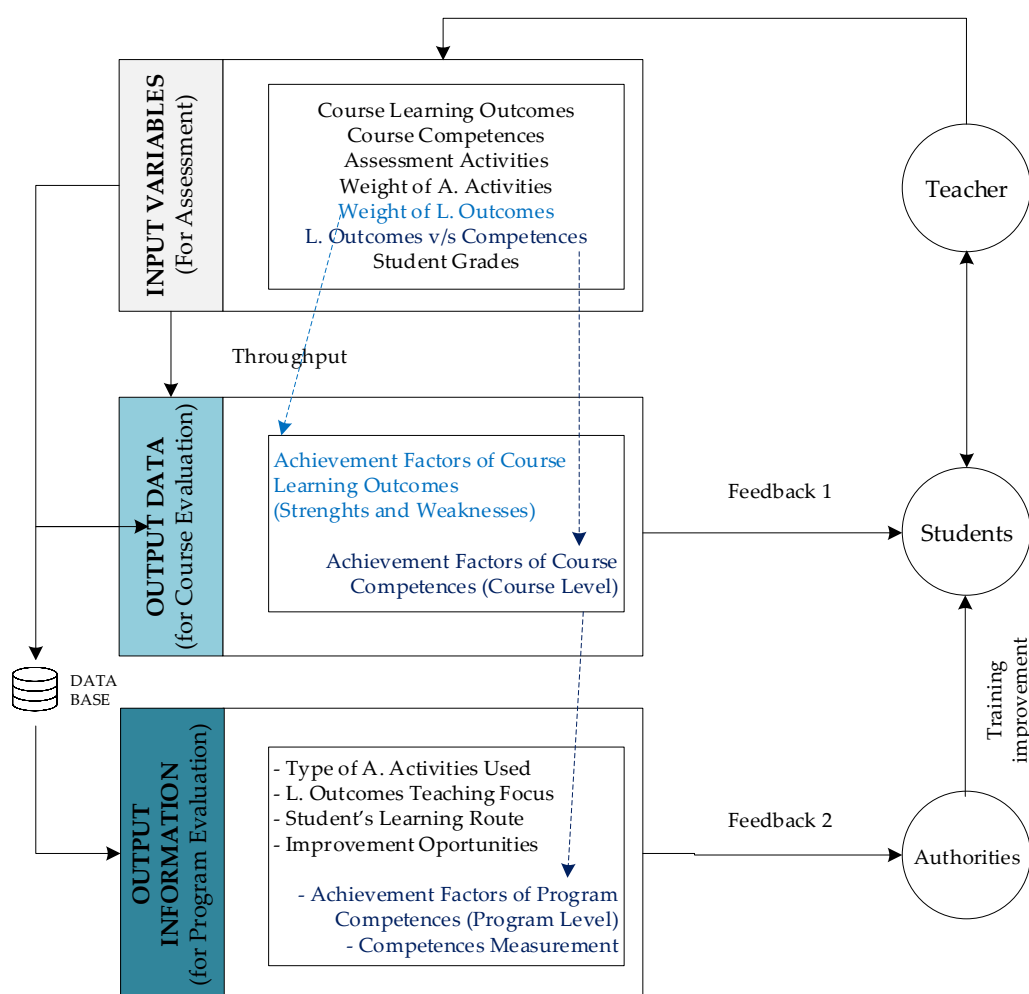 INPUT VARIABLES
(For Assessment)
Course Learning Outcomes
Course Competences
Assessment Activities
Weight of A. Activities
Weight of L. Outcomes
L. Outcomes v/s Competences
Student Grades
Teacher
Throughput
OUTPUT DATA
(for Course Evaluation)
Achievement Factors of Course
Learning Outcomes
(Strenghts and Weaknesses)
Achievement Factors of Course
Competences (Course Level)
Feedback 1
Students
DATA
BASE
Training
improvement
OUTPUT
INFORMATION
(for Program Evaluation)
- Type of A. Activities Used
- L. Outcomes Teaching Focus
- Student’s Learning Route
- Improvement Oportunities
- Achievement Factors of Program
Competences (Program Level)
- Competences Measurement
Feedback 2
Authorities